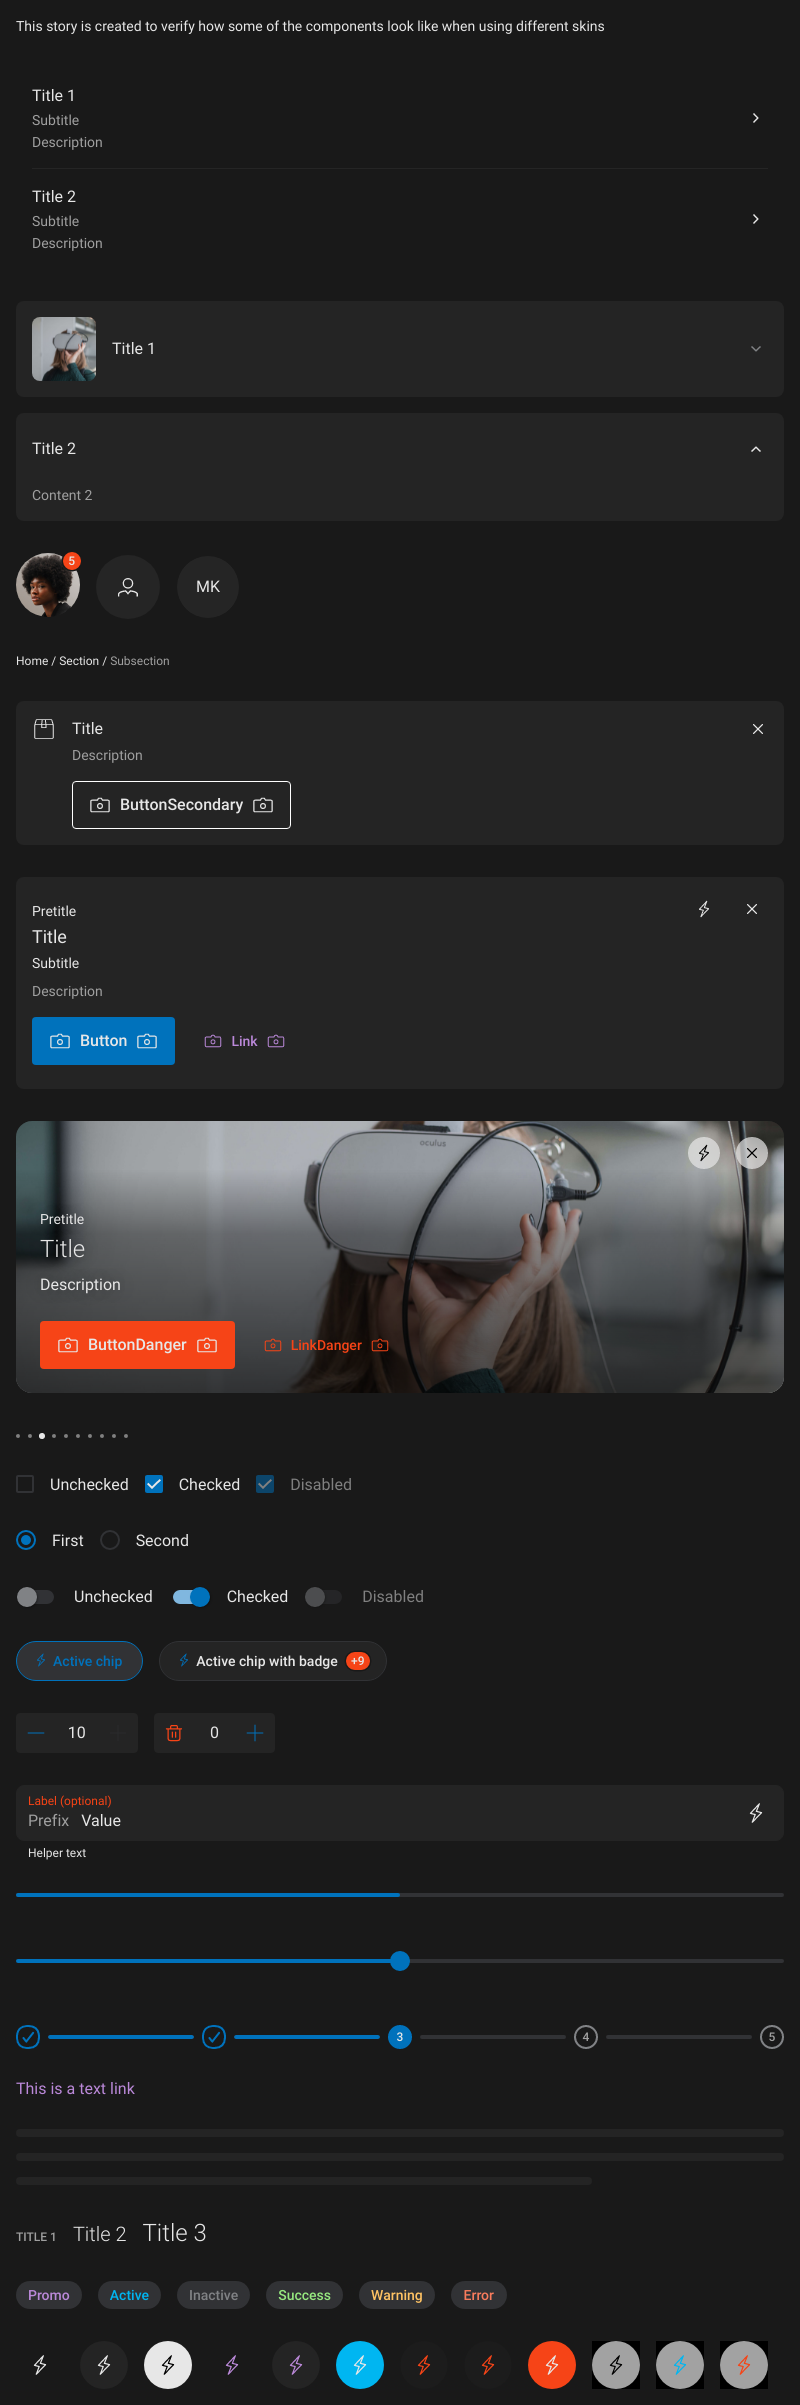 This story is created to verify how some of the components look like when using different skins
Title 1
Subtitle
Description
Title 2
Subtitle
Description
Title 1
Title 2
Content 2
5
MK
Home / Section / Subsection
Title
Description
ButtonSecondary
Pretitle
Title
Subtitle
Description
Button Link
oculus
Pretitle
Title
Description
ButtonDanger LinkDanger
Unchecked Checked Disabled
First Second
Unchecked Checked Disabled
Active chip Active chip with badge +9
10 0
Label (optional)
Prefix Value
Helper text
3 4 5
This is a text link
TITLE 1 Title 2 Title 3
Promo Active Inactive Success Warning Error